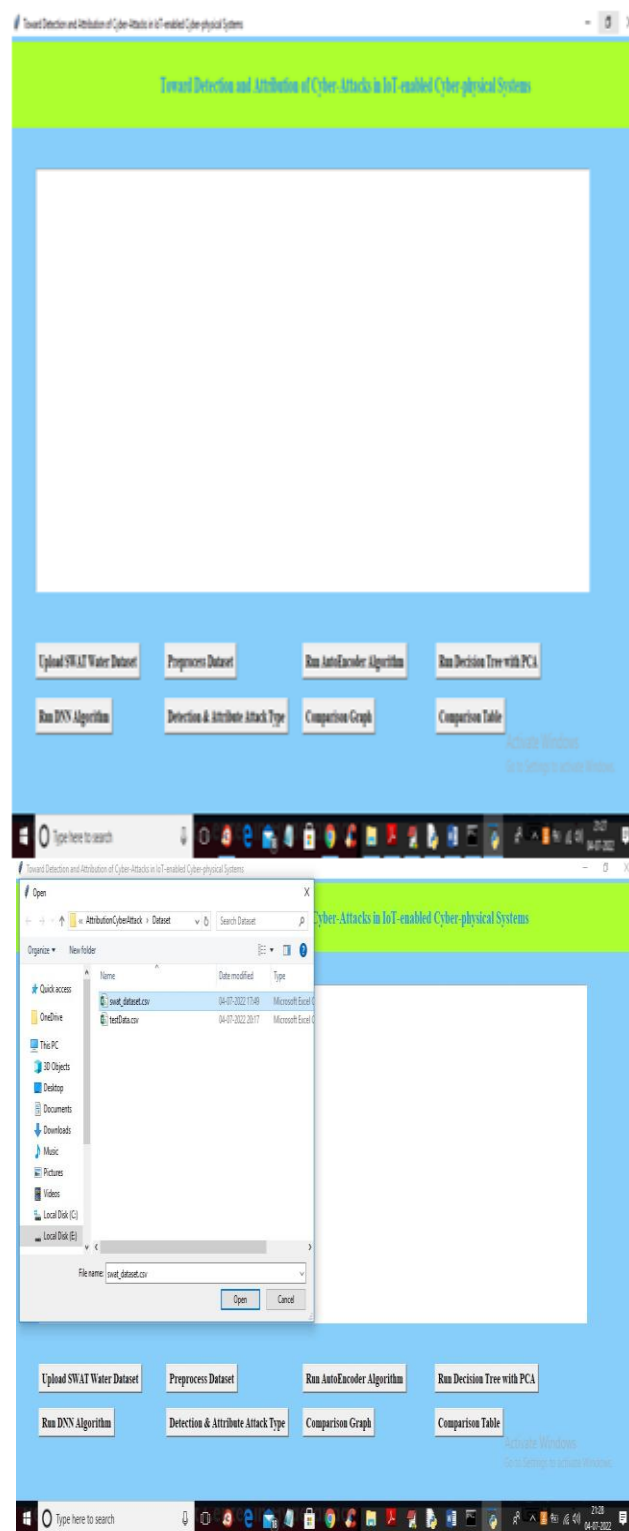 Toward Detection and Attribution of Cyber-Attacks in IoT-enabled Cyber-physical Systems
Toward Detection and Attribution of Cyber-Attacks in IoT-enabled Cyber-physical Systems
Upload SWAT Water Dataset Preprocess Dataset Run AutoEncoder Algorithm Run Decision Tree with PCA
Run DNN Algorithm Detection & Attribute Attack Type Comparison Graph Comparison Table
Activate Windows
Go to Settings to activate Windows.
Type here to search
04-07-2022
Toward Detection and Attribution of Cyber-Attacks in IoT-enabled Cyber-physical Systems
Open X
Cyber-Attacks in IoT-enabled Cyber-physical Systems
« AttributionCyberAttack > Dataset Search Dataset
Organize New folder
Name Date modified Type
Quick access
swat_dataset.csv 04-07-2022 17:49 Microsoft Excel C
OneDrive
testData.csv 04-07-2022 20:17 Microsoft Excel C
This PC
3D Objects
Desktop
Documents
Downloads
Music
Pictures
Videos
Local Disk (C:)
Local Disk (E:)
File name: swat_dataset.csv
Open Cancel
Upload SWAT Water Dataset Preprocess Dataset Run AutoEncoder Algorithm Run Decision Tree with PCA
Run DNN Algorithm Detection & Attribute Attack Type Comparison Graph Comparison Table
Activate Windows
Go to Settings to activate Windows.
Type here to search
21:28
04-07-2022